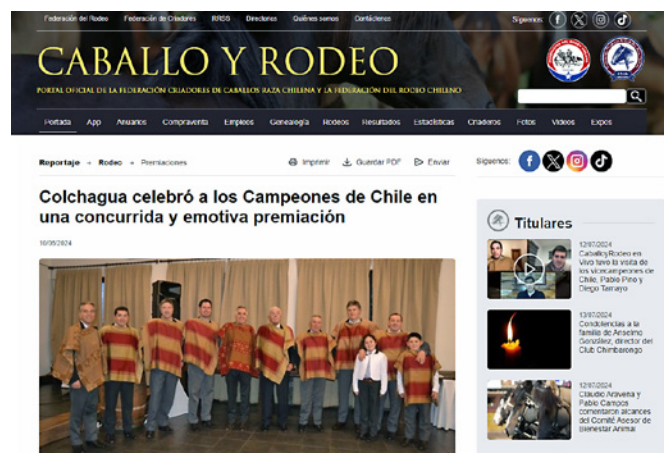 Federación del Rodeo Federación de Criadores RRSS Directores Quiénes somos Contáctenos
Síguenos:
CABALLO Y RODEO
PORTAL OFICIAL DE LA FEDERACIÓN CRIADORES DE CABALLOS RAZA CHILENA Y LA FEDERACIÓN DEL RODEO CHILENO
Portada App Anuarios Compraventa Empleos Genealogía Rodeos Resultados Estadísticas Criaderos Fotos Videos Expos
Reportaje Rodeo Premiaciones
Imprimir Guardar PDF Enviar
Síguenos:
Colchagua celebró a los Campeones de Chile en
una concurrida y emotiva premiación
Titulares
12/07/2024
CaballoyRodeo en
Vivo tuvo la visita de
los vicecampeones de
Chile, Pablo Pino y
Diego Tamayo
13/07/2024
Condolencias a la
familia de Anselmo
González, director del
Club Chimbarongo
12/07/2024
Claudio Aravena y
Pablo Campos
comentaron alcances
del Comité Asesor de
Bienestar Animal